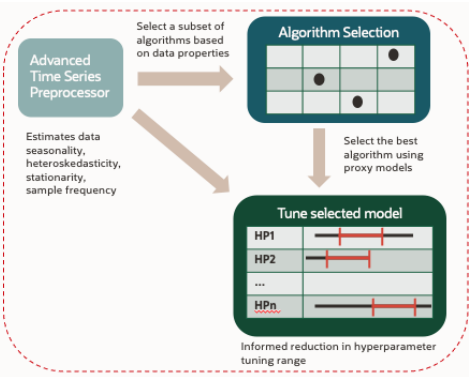 Select a subset of
algorithms based
on data properties
Advanced
Time Series
Preprocessor
Algorithm Selection
Estimates data
seasonality,
heteroskedasticity,
stationarity,
sample frequency
Select the best
algorithm using
proxy models
Tune selected model
HP1
HP2
...
HPn
Informed reduction in hyperparameter
tuning range